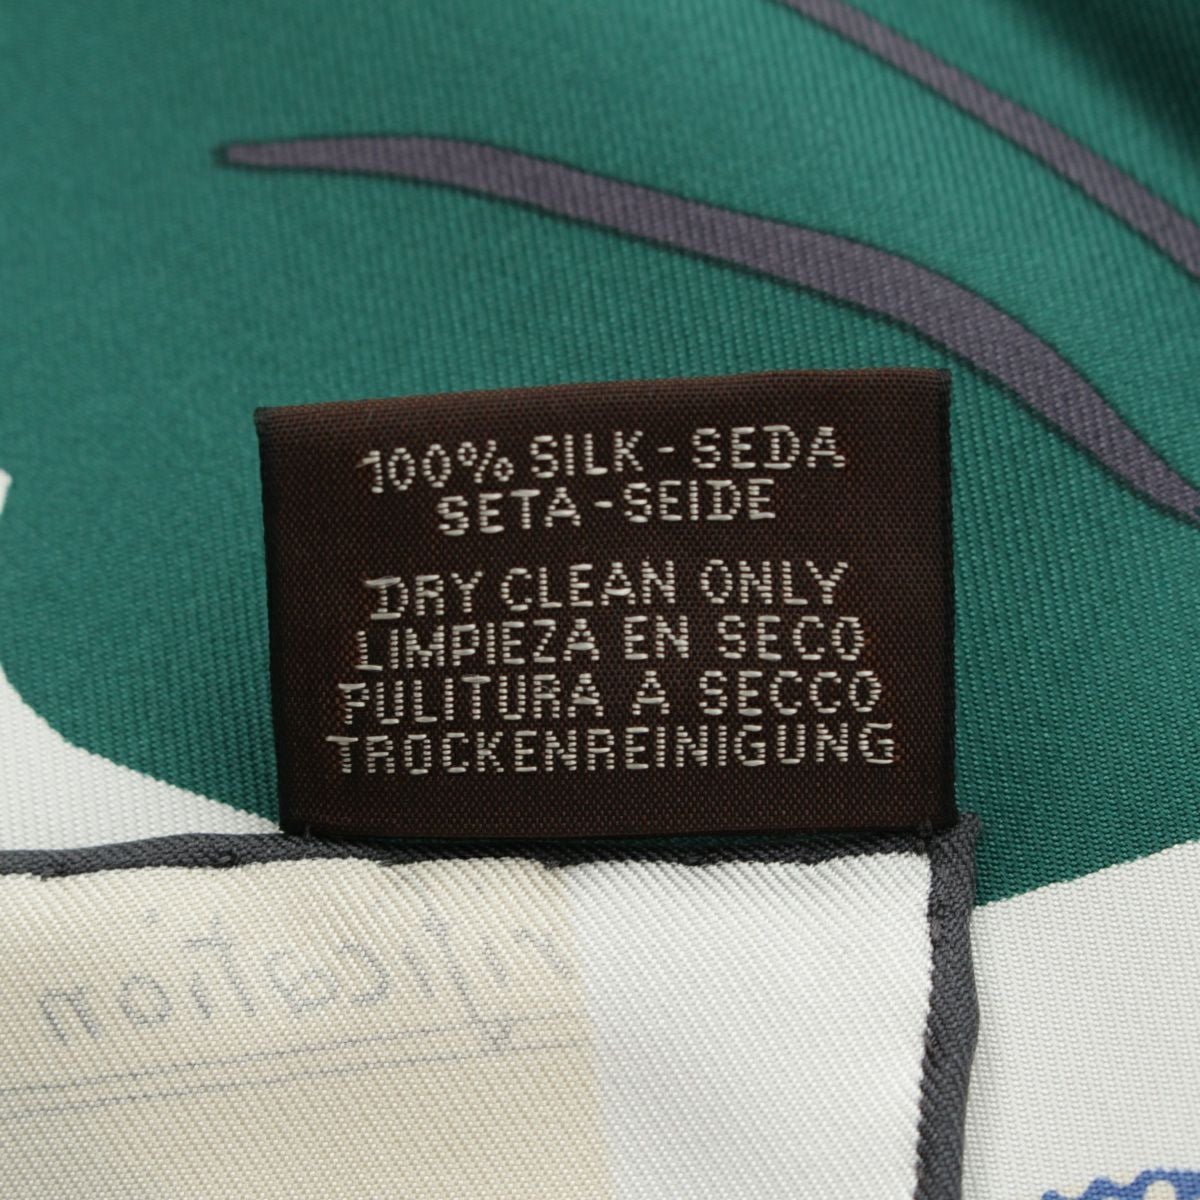 100% SILK - SEDA
SETA - SEIDE
DRY CLEAN ONLY
LIMPIEZA EN SECO
PULITURA A SECCO
TROCKENREINIGUNG